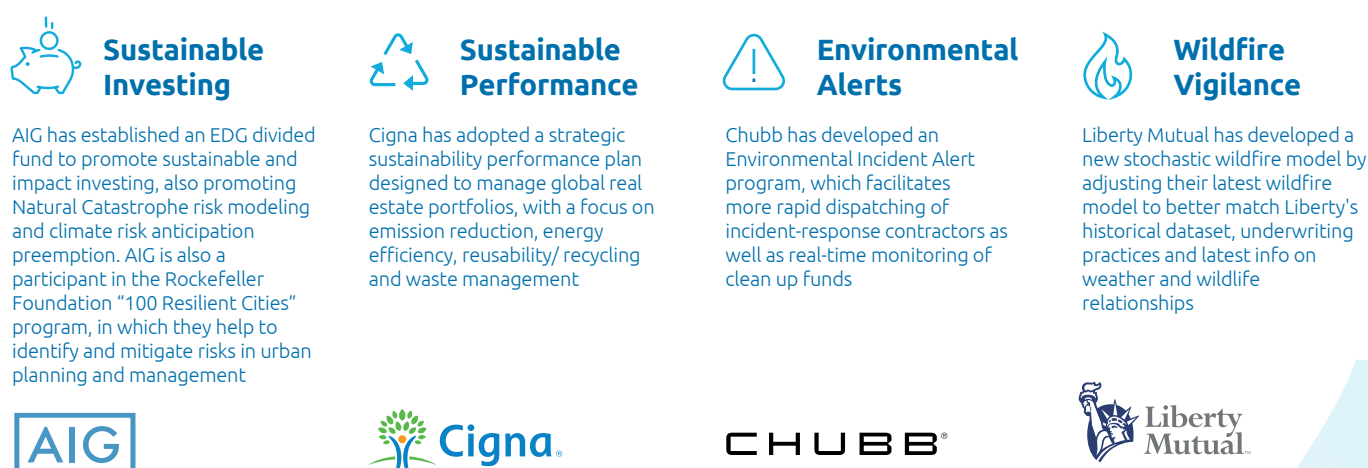 Sustainable
Investing
AIG has established an EDG divided
fund to promote sustainable and
impact investing, also promoting
Natural Catastrophe risk modeling
and climate risk anticipation
preemption. AIG is also a
participant in the Rockefeller
Foundation “100 Resilient Cities”
program, in which they help to
identify and mitigate risks in urban
planning and management
AIG
Sustainable
Performance
Cigna has adopted a strategic
sustainability performance plan
designed to manage global real
estate portfolios, with a focus on
emission reduction, energy
efficiency, reusability/ recycling
and waste management
Cigna®
Environmental
Alerts
Chubb has developed an
Environmental Incident Alert
program, which facilitates
more rapid dispatching of
incident-response contractors as
well as real-time monitoring of
clean up funds
CHUBB®
Wildfire
Vigilance
Liberty Mutual has developed a
new stochastic wildfire model by
adjusting their latest wildfire
model to better match Liberty's
historical dataset, underwriting
practices and latest info on
weather and wildlife
relationships
Liberty
Mutual™